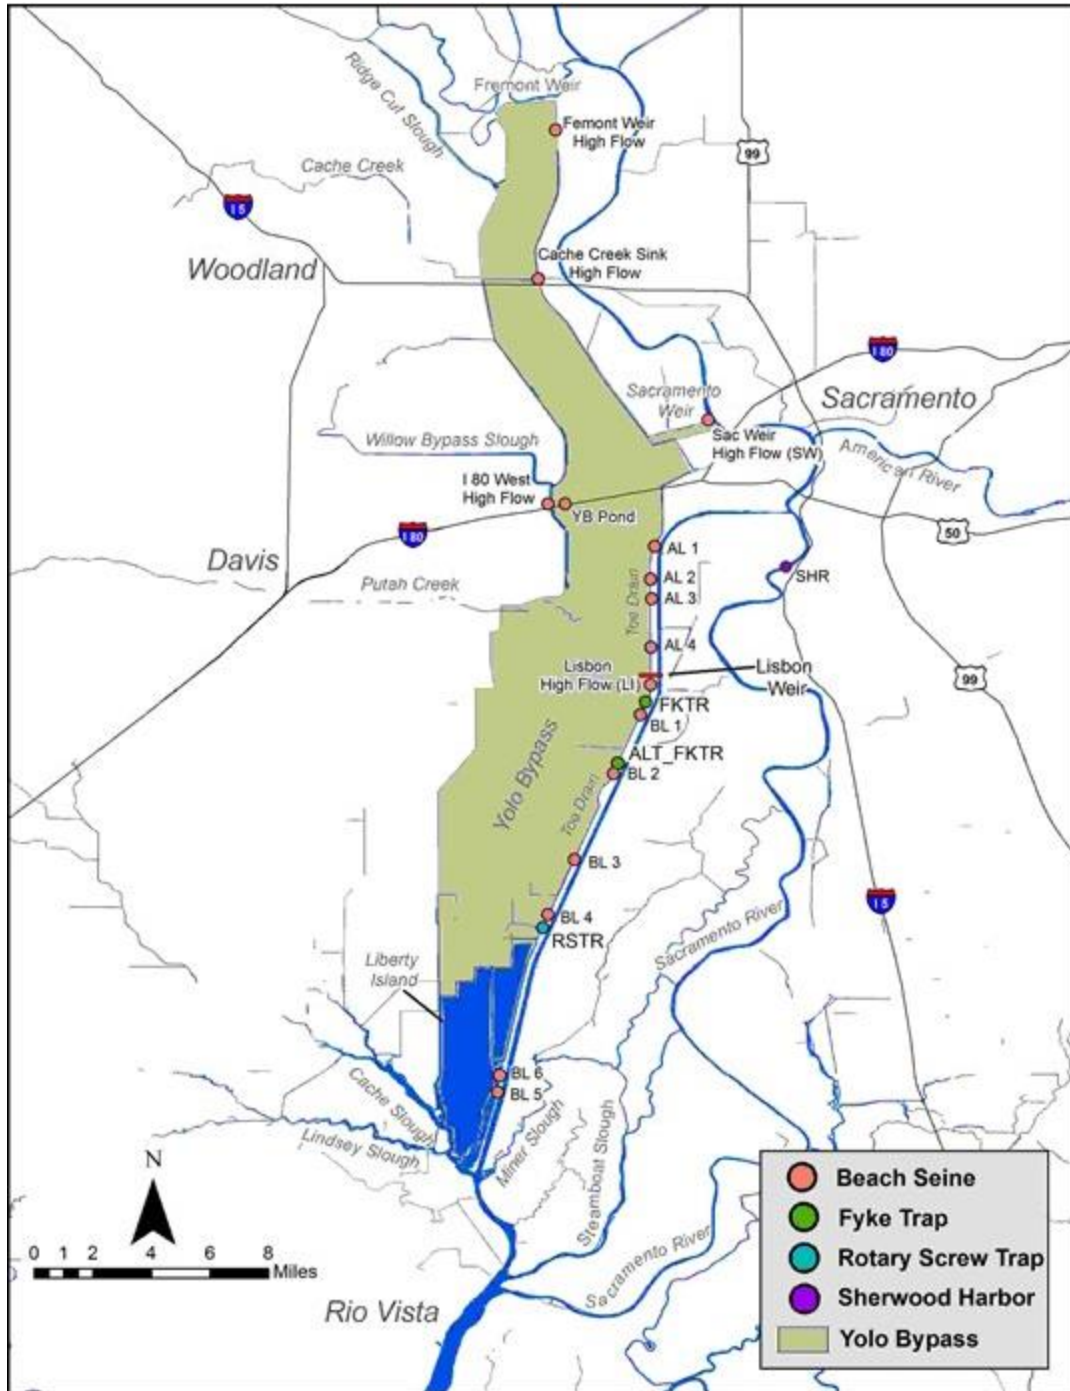 Ridge Cut Slough
Fremont Weir
Femont Weir
High Flow
99
Cache Creek
I 5
Woodland
Cache Creek Sink
High Flow
I 80
Sacramento
Weir
Sacramento
Willow Bypass Slough
Sac Weir
High Flow (SW)
American River
I 80 West
High Flow
YB Pond
I 80
50
Davis
AL 1
Putah Creek
AL 2
SHR
Toe Drain
AL 3
AL 4
Lisbon
High Flow (LI)
Lisbon
Weir
99
FKTR
BL 1
Yolo Bypass
ALT_FKTR
BL 2
Toe Drain
BL 3
I 5
BL 4
RSTR
Sacramento River
Liberty
Island
BL 6
BL 5
Cache Slough
Lindsey Slough
Miner Slough
Steamboat Slough
Sacramento River
N
0 1 2 4 6 8
Miles
Rio Vista
Beach Seine
Fyke Trap
Rotary Screw Trap
Sherwood Harbor
Yolo Bypass